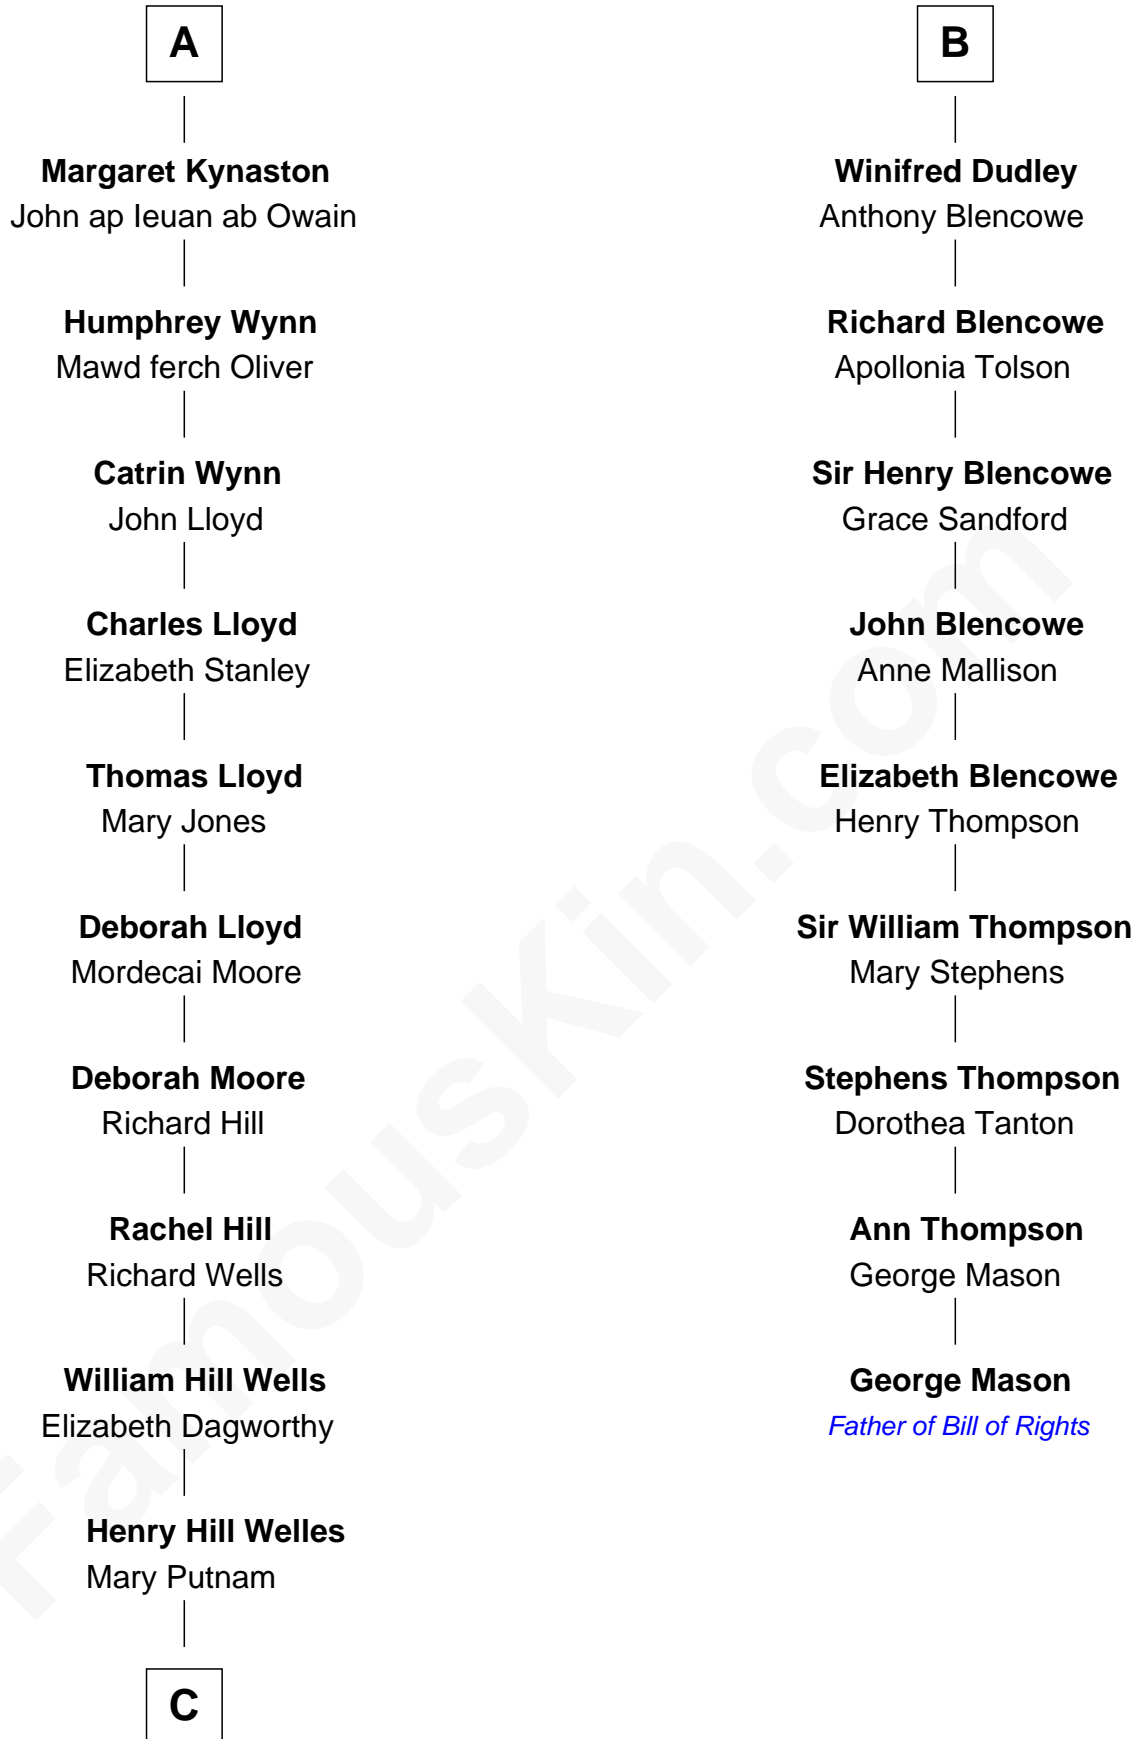 A
Margaret Kynaston
John ap Ieuan ab Owain
Humphrey Wynn
Mawd ferch Oliver
Catrin Wynn
John Lloyd
Charles Lloyd
Elizabeth Stanley
Thomas Lloyd
Mary Jones
Deborah Lloyd
Mordecai Moore
Deborah Moore
Richard Hill
Rachel Hill
Richard Wells
William Hill Wells
Elizabeth Dagworthy
Henry Hill Welles
Mary Putnam
C
B
Winifred Dudley
Anthony Blencowe
Richard Blencowe
Apollonia Tolson
Sir Henry Blencowe
Grace Sandford
John Blencowe
Anne Mallison
Elizabeth Blencowe
Henry Thompson
Sir William Thompson
Mary Stephens
Stephens Thompson
Dorothea Tanton
Ann Thompson
George Mason
George Mason
Father of Bill of Rights
FamousKin.com